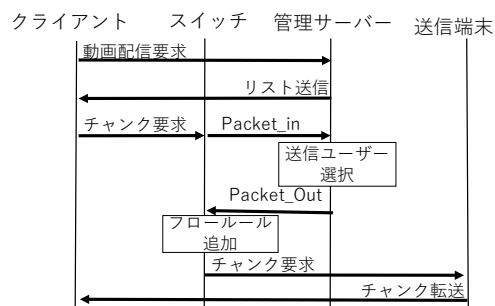 クライアント スイッチ 管理サーバー 送信端末
動画配信要求
リスト送信
チャンク要求 Packet_in
送信ユーザー
選択
Packet_Out
フロールール
追加
チャンク要求
チャンク転送